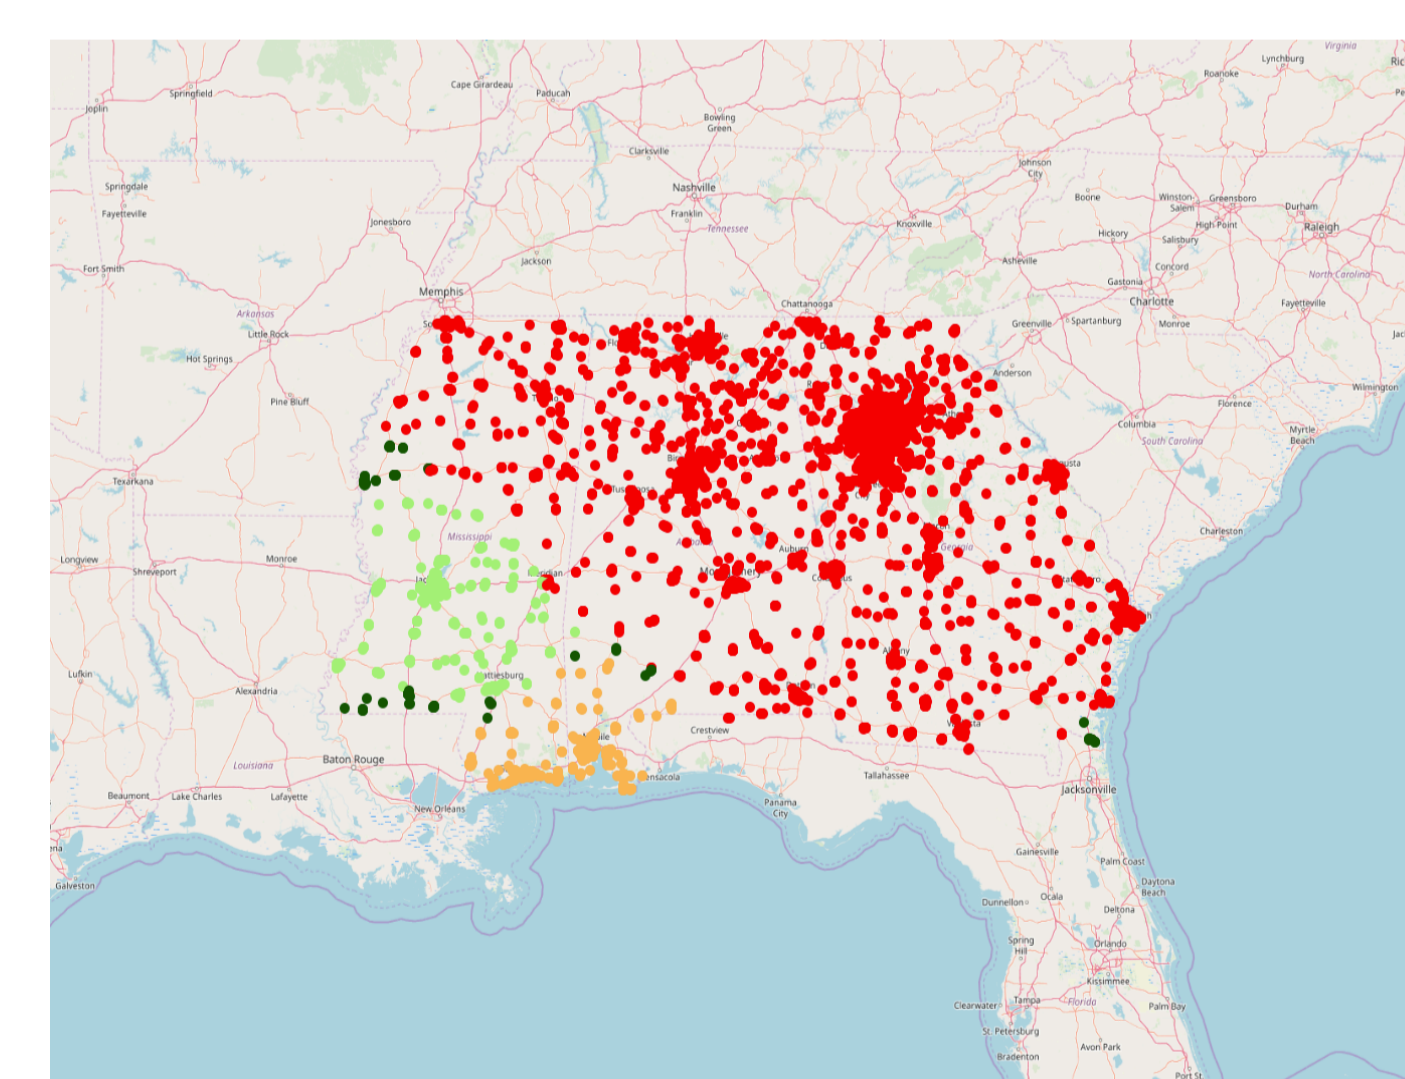 Virginia
Lynchburg
Roanoke
Ric
Cape Girardeau
Springfield
Paducah
Joplin
Pe
Bowling
Green
Clarksville
Johnson
City
Springdale
Nashville
Boone
Winston-
Salem
Greensboro
Durham
Fayetteville
Franklin
Jonesboro
Knoxville
Tennessee
High Point
Raleigh
Hickory
Salisbury
Jackson
Asheville
Fort Smith
Concord
North Carolina
Gastonia
Memphis
Charlotte
Chattanooga
Fayetteville
Arkansas
Greenville
Spartanburg
Monroe
Little Rock
Jac
Hot Springs
Anderson
Wilmington
Pine Bluff
Florence
Columbia
Myrtle
Beach
South Carolina
Texarkana
Charleston
Mississippi
Georgia
Auburn
Longview
Monroe
Shreveport
Lufkin
Alexandria
Crestview
Baton Rouge
Louisiana
Tallahassee
Jacksonville
Beaumont
Lake Charles
Lafayette
New Orleans
Panama
City
Gainesville
Palm Coast
Galveston
Daytona
Beach
Ocala
Dunnellon
Deltona
Spring
Hill
Orlando
Kissimmee
Clearwater
Tampa
Florida
Palm Bay
St. Petersburg
Avon Park
Bradenton
Port St